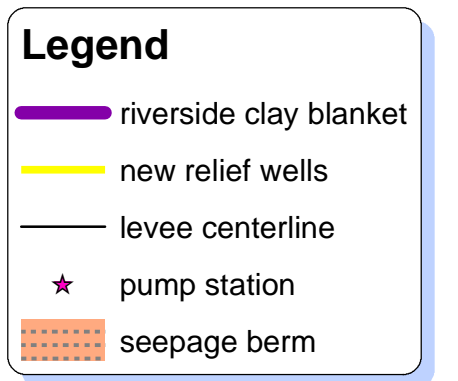 Legend
riverside clay blanket
new relief wells
levee centerline
pump station
seepage berm